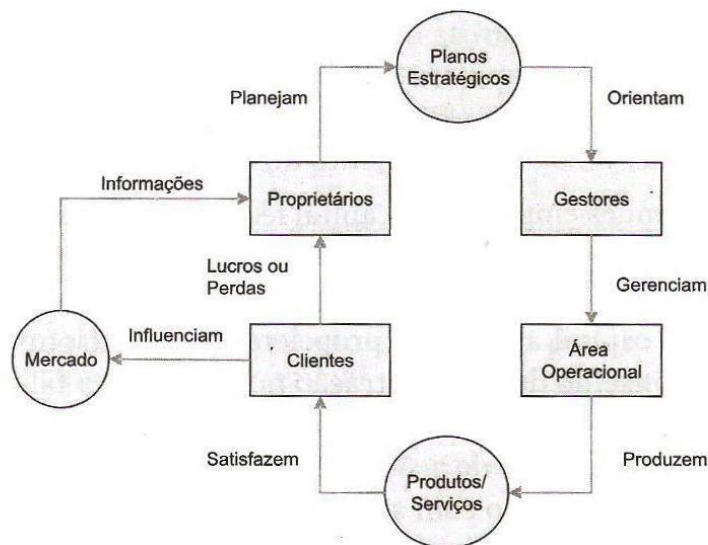 Planos
Estratégicos
Planejam
Orientam
Informações
Proprietários
Gestores
Lucros ou
Perdas
Gerenciam
Influenciam
Mercado
Clientes
Área
Operacional
Satisfazem
Produzem
Produtos/
Serviços